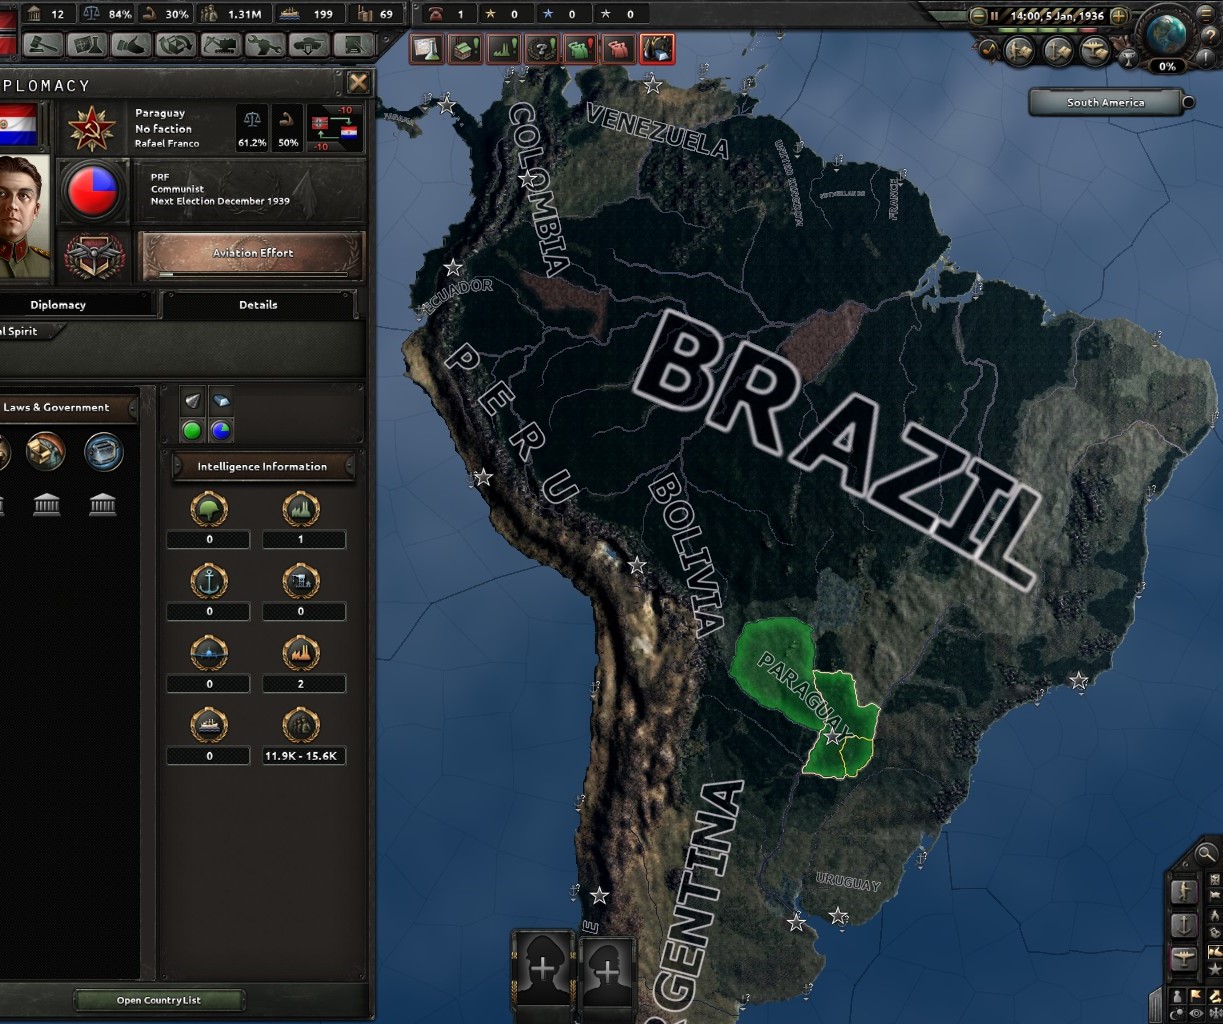 12 84% 30% 1.31M 199 69 1 0 0 0
14:00, 5 Jan, 1936
0%
South America
PLOMACY
Paraguay
No faction
Rafael Franco
61.2% 50%
-10
-10
PRF
Communist
Next Election December 1939
Aviation Effort
Diplomacy Details
al Spirit
Laws & Government
Intelligence Information
0 1
0 0
0 2
0 11.9K - 15.6K
Open Country List
COLOMBIA
VENEZUELA
FRANCE
ECUADOR
PERU
BRAZIL
BOLIVIA
PARAGUAY
URUGUAY
RGENTINA
E